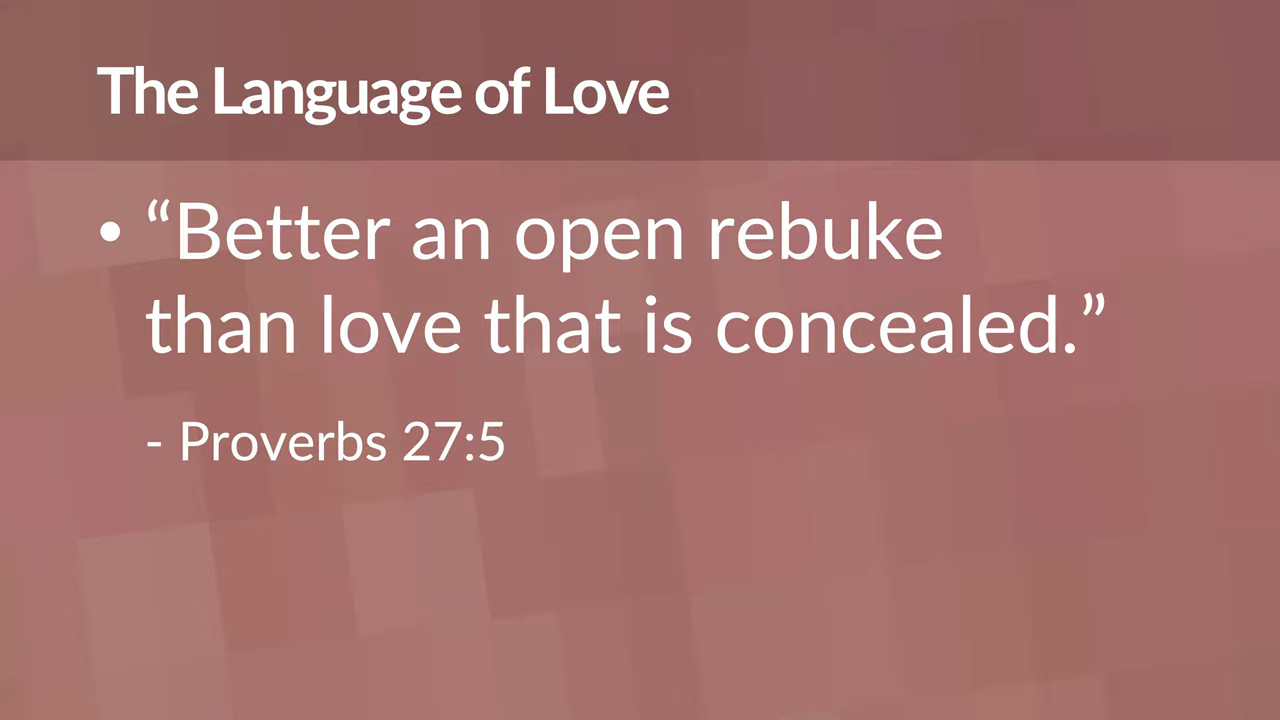 The Language of Love
• “Better an open rebuke
than love that is concealed.”
- Proverbs 27:5